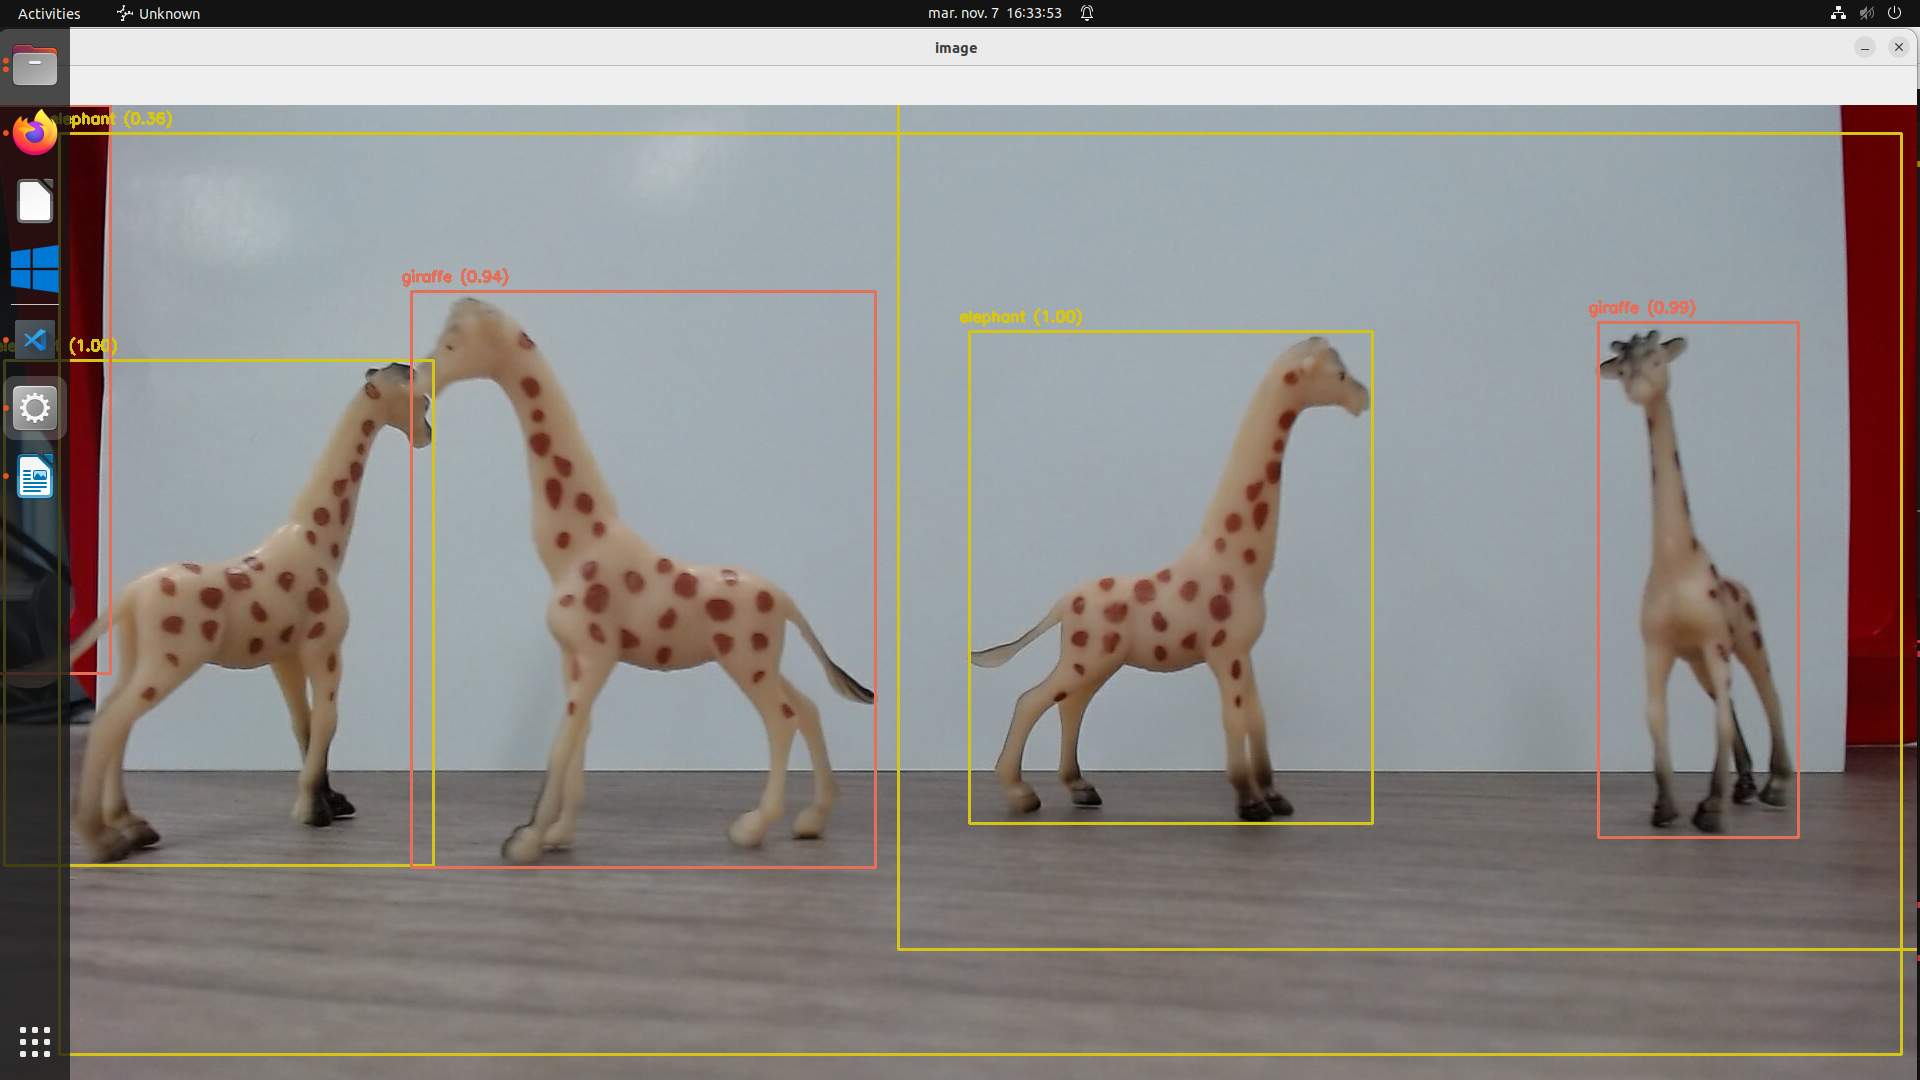 Activities
Unknown
mar. nov. 7 16:33:53
image
elephant (0.36)
giraffe (0.94)
giraffe (0.99)
elephant (1.00)
(1.00)